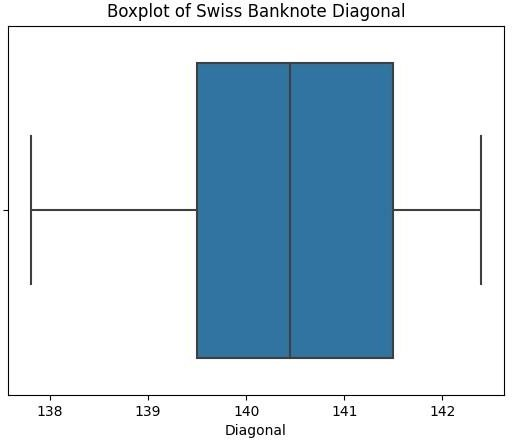 Boxplot of Swiss Banknote Diagonal
138 139 140 141 142
Diagonal